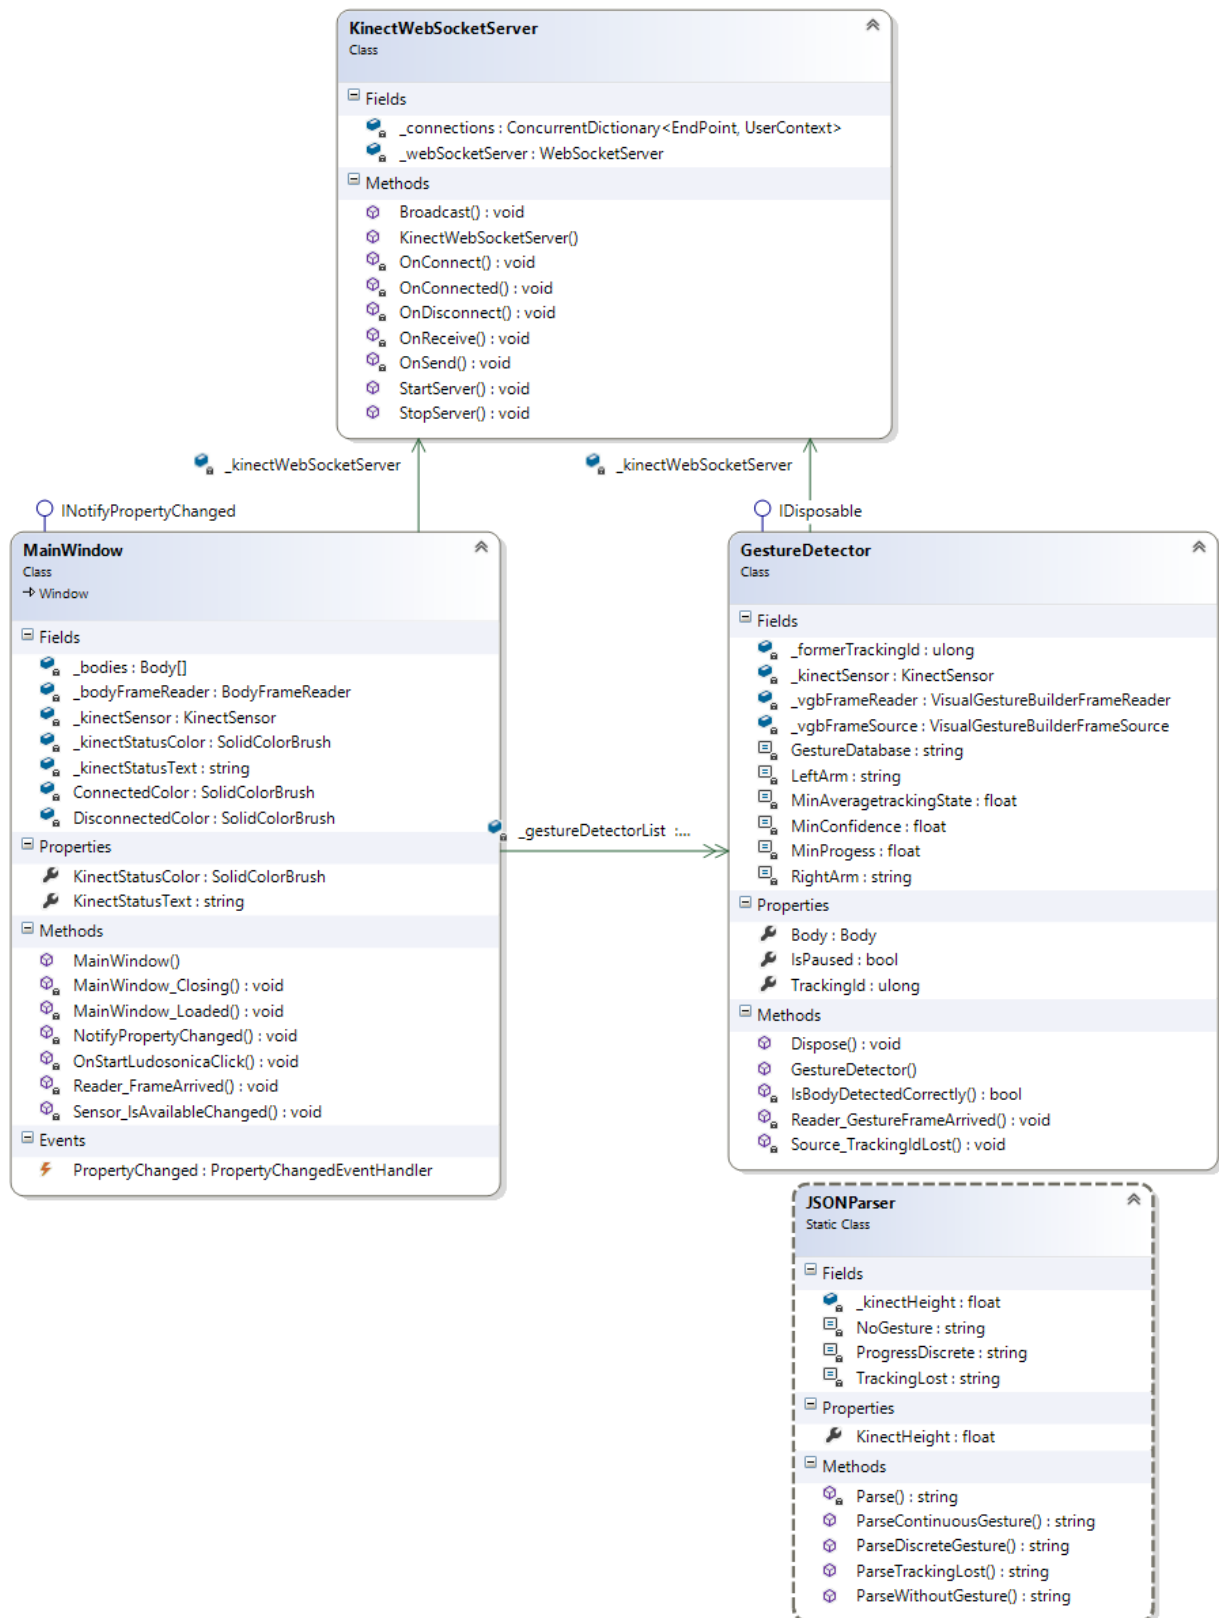 KinectWebSocketServer
Class
Fields
_connections : ConcurrentDictionary<EndPoint, UserContext>
_webSocketServer : WebSocketServer
Methods
Broadcast() : void
KinectWebSocketServer()
OnConnect() : void
OnConnected() : void
OnDisconnect() : void
OnReceive() : void
OnSend() : void
StartServer() : void
StopServer() : void
_kinectWebSocketServer
_kinectWebSocketServer
INotifyPropertyChanged
IDisposable
MainWindow
Class
Window
Fields
_bodies : Body[]
_bodyFrameReader : BodyFrameReader
_kinectSensor : KinectSensor
_kinectStatusColor : SolidColorBrush
_kinectStatusText : string
ConnectedColor : SolidColorBrush
DisconnectedColor : SolidColorBrush
Properties
KinectStatusColor : SolidColorBrush
KinectStatusText : string
Methods
MainWindow()
MainWindow_Closing() : void
MainWindow_Loaded() : void
NotifyPropertyChanged() : void
OnStartLudosonicaClick() : void
Reader_FrameArrived() : void
Sensor_IsAvailableChanged() : void
Events
PropertyChanged : PropertyChangedEventHandler
_gestureDetectorList :...
GestureDetector
Class
Fields
_formerTrackingId : ulong
_kinectSensor : KinectSensor
_vgbFrameReader : VisualGestureBuilderFrameReader
_vgbFrameSource : VisualGestureBuilderFrameSource
GestureDatabase : string
LeftArm : string
MinAveragetrackingState : float
MinConfidence : float
MinProgess : float
RightArm : string
Properties
Body : Body
IsPaused : bool
TrackingId : ulong
Methods
Dispose() : void
GestureDetector()
IsBodyDetectedCorrectly() : bool
Reader_GestureFrameArrived() : void
Source_TrackingIdLost() : void
JSONParser
Static Class
Fields
_kinectHeight : float
NoGesture : string
ProgressDiscrete : string
TrackingLost : string
Properties
KinectHeight : float
Methods
Parse() : string
ParseContinuousGesture() : string
ParseDiscreteGesture() : string
ParseTrackingLost() : string
ParseWithoutGesture() : string